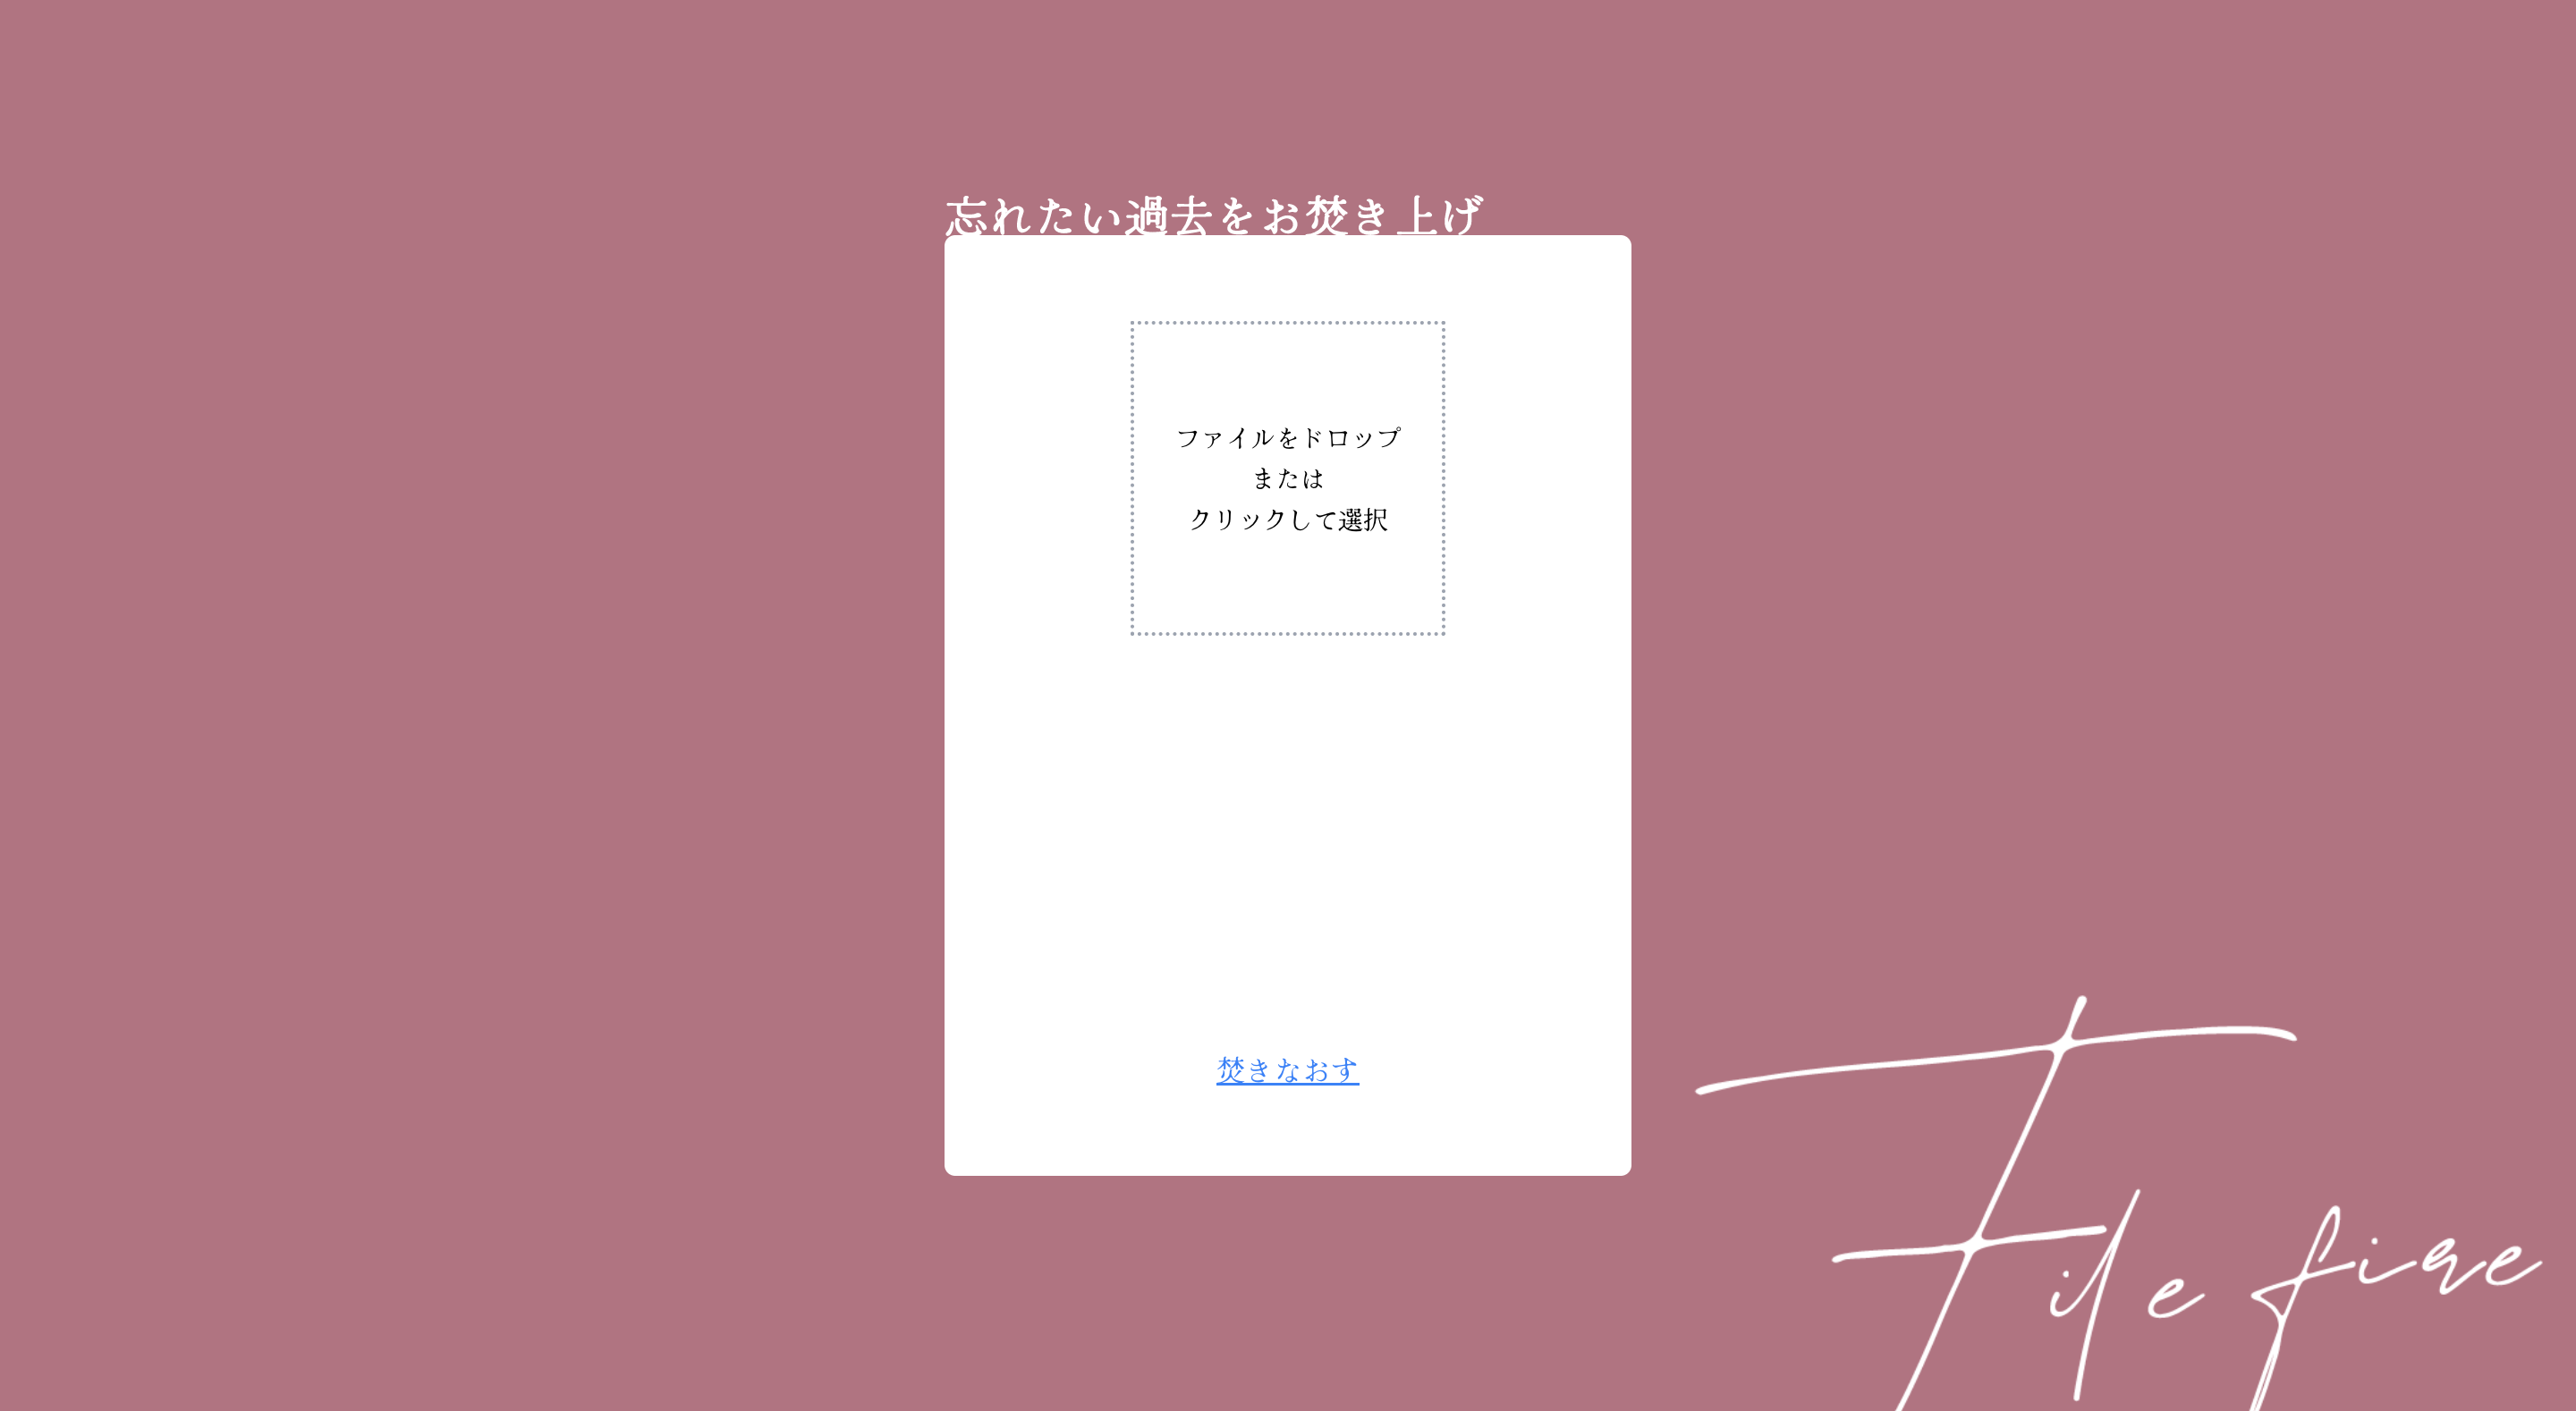 忘れたい過去をお焚き上げ
ファイルをドロップ
または
クリックして選択
焚きなおす
File fire